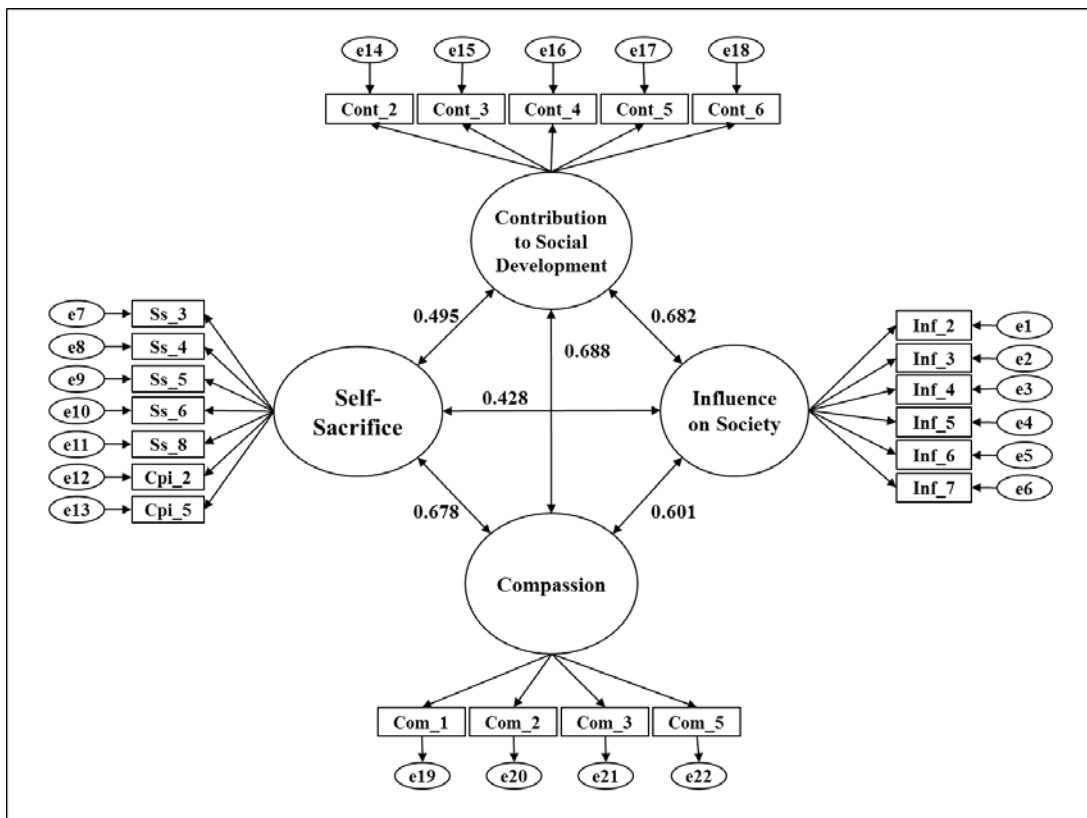 e14 e15 e16 e17 e18
Cont_2 Cont_3 Cont_4 Cont_5 Cont_6
Contribution
to Social
Development
0.495 0.682
0.688
0.428
e7 Ss_3
e8 Ss_4
e9 Ss_5
e10 Ss_6
e11 Ss_8
e12 Cpi_2
e13 Cpi_5
Self-
Sacrifice
Influence
on Society
Inf_2 e1
Inf_3 e2
Inf_4 e3
Inf_5 e4
Inf_6 e5
Inf_7 e6
0.678 0.601
Compassion
Com_1 Com_2 Com_3 Com_5
e19 e20 e21 e22